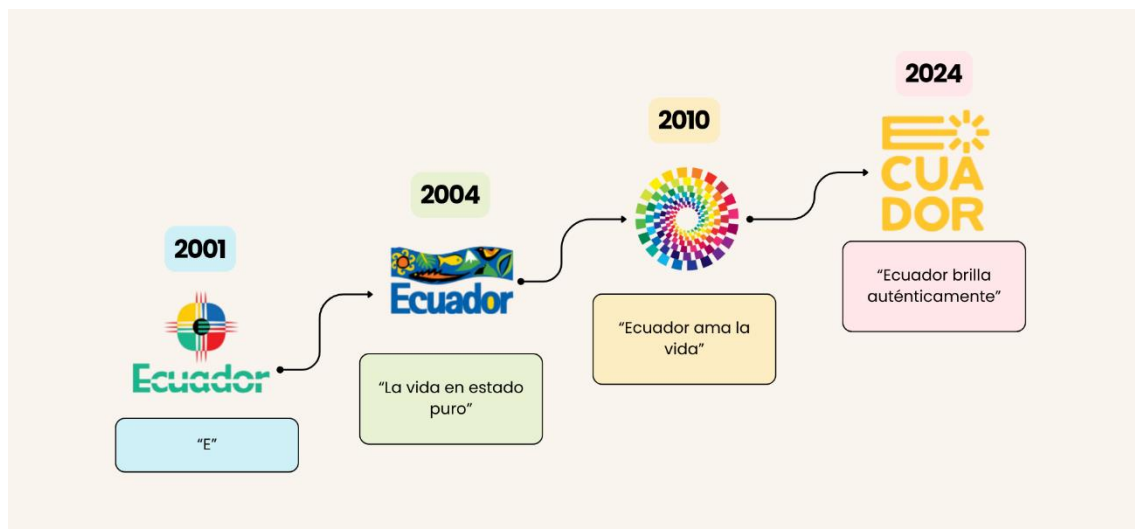 2001
Ecuador
“E”
2004
Ecuador
“La vida en estado
puro”
2010
“Ecuador ama la
vida”
2024
E
CUA
DOR
“Ecuador brilla
auténticamente”